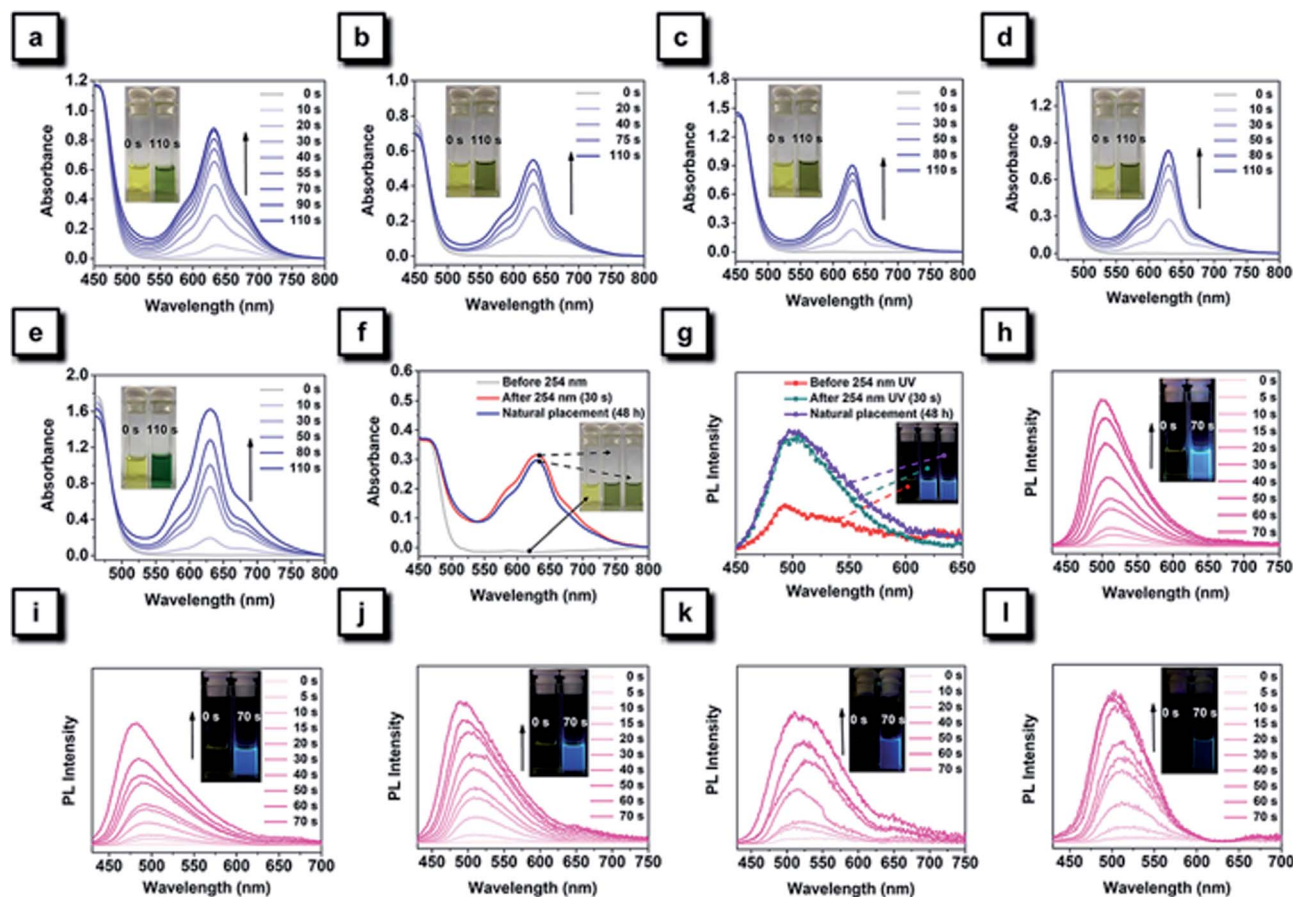 a
1.2
1.0
0.8
0.6
0.4
0.2
0.0
Absorbance
450 500 550 600 650 700 750 800
Wavelength (nm)
0 s 110 s
0 s
10 s
20 s
30 s
40 s
55 s
70 s
90 s
110 s
b
1.0
0.8
0.6
0.4
0.2
0.0
Absorbance
450 500 550 600 650 700 750 800
Wavelength (nm)
0 s 110 s
0 s
20 s
40 s
75 s
110 s
c
1.8
1.5
1.2
0.9
0.6
0.3
0.0
Absorbance
450 500 550 600 650 700 750 800
Wavelength (nm)
0 s 110 s
0 s
10 s
30 s
50 s
80 s
110 s
d
1.2
0.9
0.6
0.3
0.0
Absorbance
500 550 600 650 700 750 800
Wavelength (nm)
0 s 110 s
0 s
10 s
30 s
50 s
80 s
110 s
e
2.0
1.6
1.2
0.8
0.4
0.0
Absorbance
500 550 600 650 700 750 800
Wavelength (nm)
0 s 110 s
0 s
10 s
30 s
50 s
80 s
110 s
f
0.6
0.5
0.4
0.3
0.2
0.1
0.0
Absorbance
450 500 550 600 650 700 750 800
Wavelength (nm)
Before 254 nm
After 254 nm (30 s)
Natural placement (48 h)
g
PL Intensity
450 500 550 600 650
Wavelength (nm)
Before 254 nm UV
After 254 nm UV (30 s)
Natural placement (48 h)
h
PL Intensity
450 500 550 600 650 700 750
Wavelength (nm)
0 s 70 s
0 s
5 s
10 s
15 s
20 s
30 s
40 s
50 s
60 s
70 s
i
PL Intensity
450 500 550 600 650 700
Wavelength (nm)
0 s 70 s
0 s
5 s
10 s
15 s
20 s
30 s
40 s
50 s
60 s
70 s
j
PL Intensity
450 500 550 600 650 700 750
Wavelength (nm)
0 s 70 s
0 s
5 s
10 s
15 s
20 s
30 s
40 s
50 s
60 s
70 s
k
PL Intensity
450 500 550 600 650 700 750
Wavelength (nm)
0 s 70 s
0 s
10 s
20 s
40 s
50 s
60 s
70 s
l
PL Intensity
450 500 550 600 650 700
Wavelength (nm)
0 s 70 s
0 s
5 s
10 s
15 s
20 s
30 s
40 s
50 s
60 s
70 s